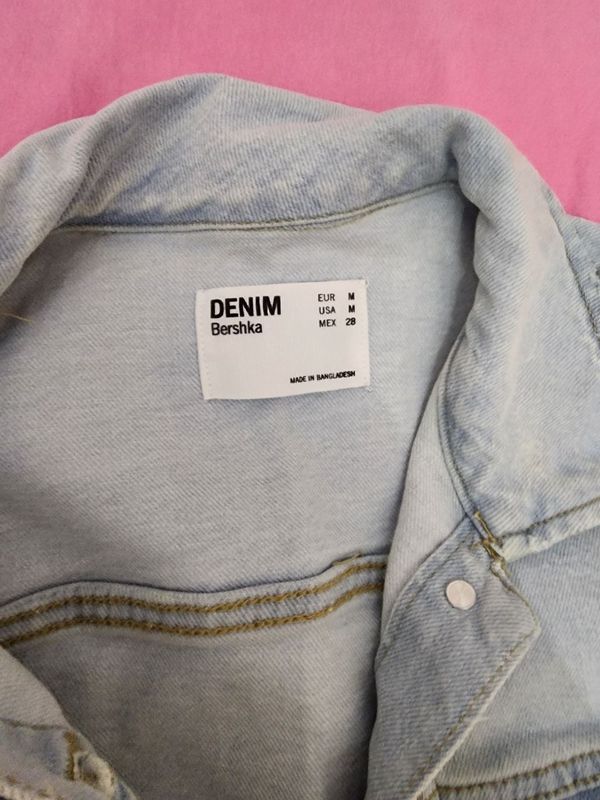 DENIM
Bershka
EUR M
USA M
MEX 28
MADE IN BANGLADESH